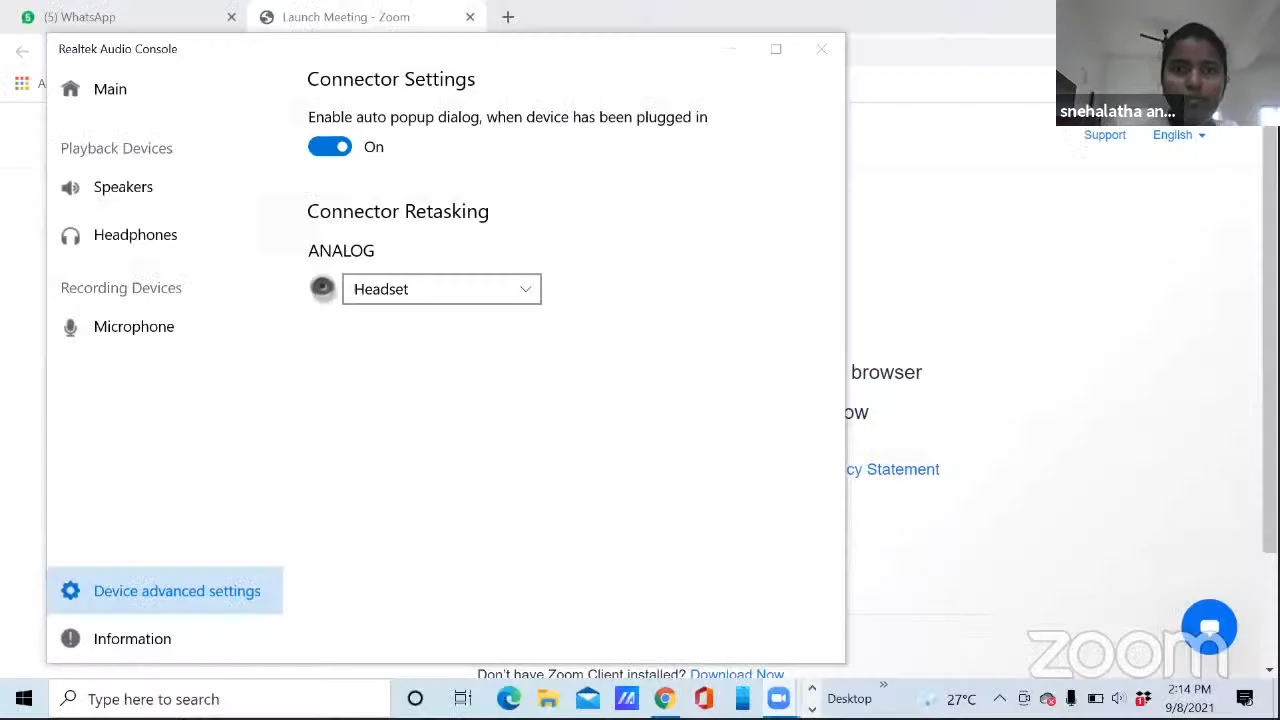 (5) WhatsApp
Launch Meeting - Zoom
Realtek Audio Console
Main
Playback Devices
Speakers
Headphones
Recording Devices
Microphone
Device advanced settings
Information
Connector Settings
Enable auto popup dialog, when device has been plugged in
On
Connector Retasking
ANALOG
Headset
snehalatha an...
Support
English
browser
ow
cy Statement
Don't have Zoom Client installed? Download Now
zoom
Type here to search
Desktop
27°C
2:14 PM
9/8/2021